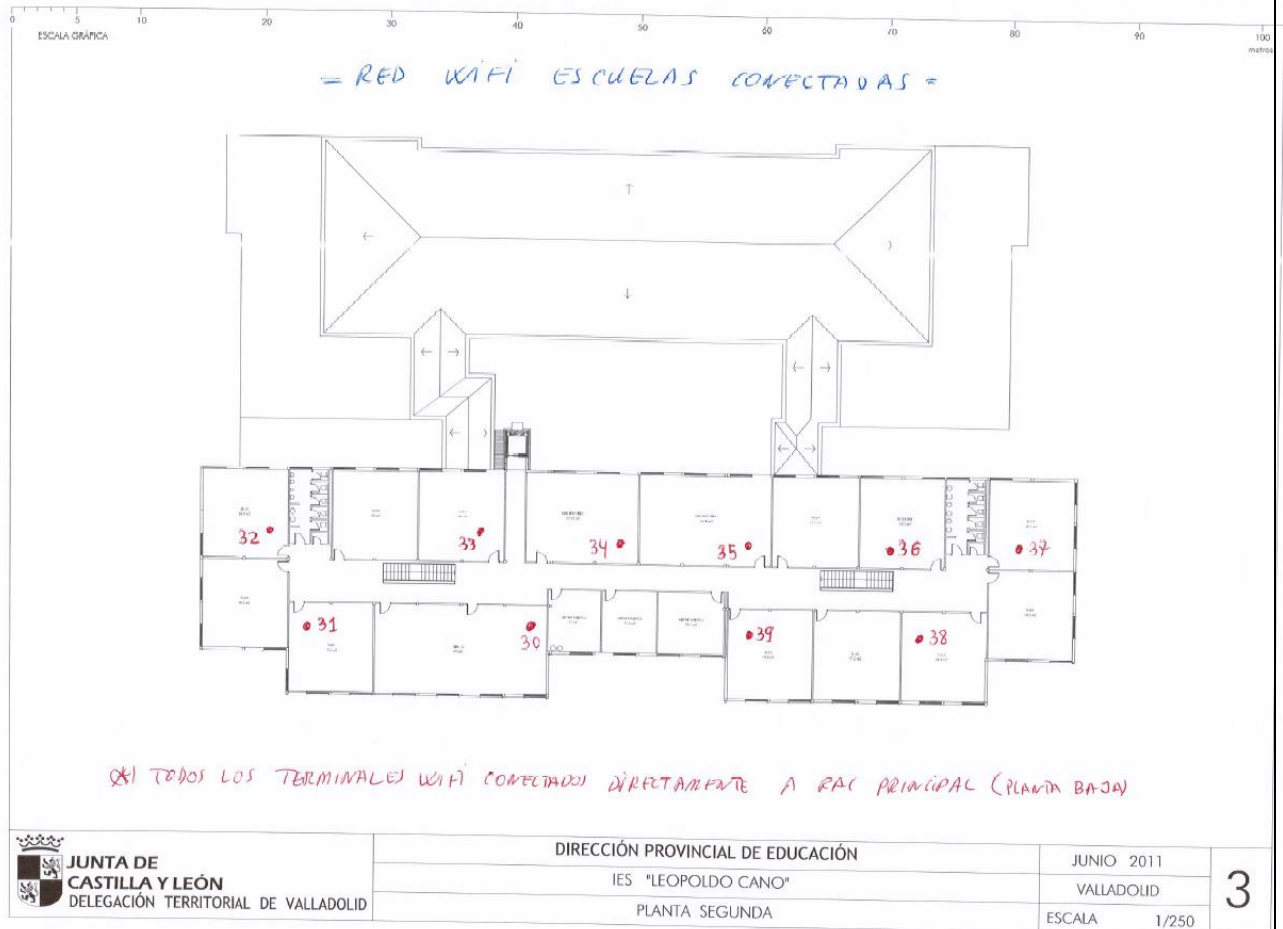 0 5 10 20 30 40 50 60 70 80 90 100
ESCALA GRÁFICA
metros
= RED WIFI ESCUELAS CONECTADAS =
32
33
34
35
36
37
31
30
39
38
(*) TODOS LOS TERMINALES WIFI CONECTADOS DIRECTAMENTE A RAC PRINCIPAL (PLANTA BAJA)
JUNTA DE
CASTILLA Y LEÓN
DELEGACIÓN TERRITORIAL DE VALLADOLID
DIRECCIÓN PROVINCIAL DE EDUCACIÓN
IES "LEOPOLDO CANO"
PLANTA SEGUNDA
JUNIO 2011
VALLADOLID
ESCALA 1/250
3